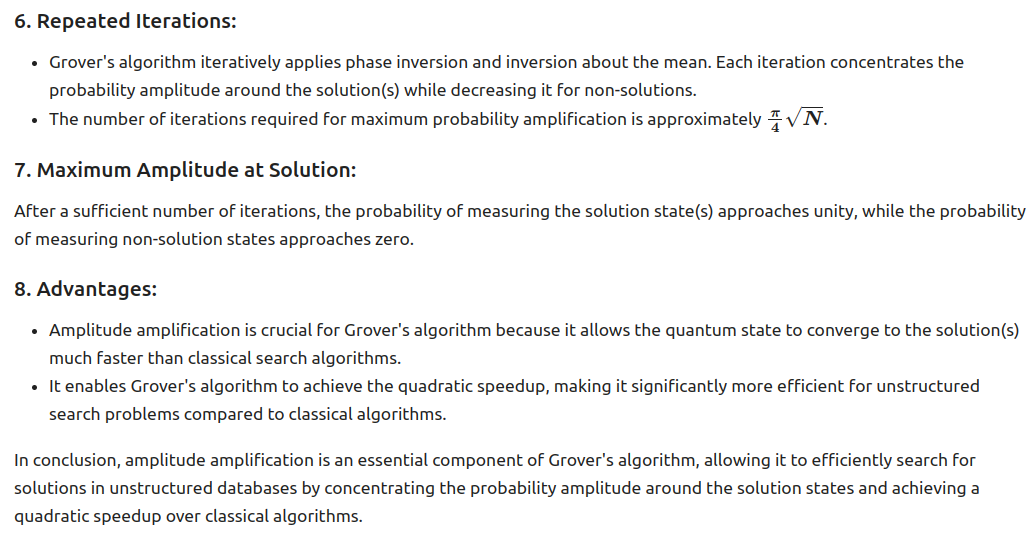 6. Repeated Iterations:
• Grover's algorithm iteratively applies phase inversion and inversion about the mean. Each iteration concentrates the
probability amplitude around the solution(s) while decreasing it for non-solutions.
• The number of iterations required for maximum probability amplification is approximately $\frac{\pi}{4}\sqrt{N}$.
7. Maximum Amplitude at Solution:
After a sufficient number of iterations, the probability of measuring the solution state(s) approaches unity, while the probability
of measuring non-solution states approaches zero.
8. Advantages:
• Amplitude amplification is crucial for Grover's algorithm because it allows the quantum state to converge to the solution(s)
much faster than classical search algorithms.
• It enables Grover's algorithm to achieve the quadratic speedup, making it significantly more efficient for unstructured
search problems compared to classical algorithms.
In conclusion, amplitude amplification is an essential component of Grover's algorithm, allowing it to efficiently search for
solutions in unstructured databases by concentrating the probability amplitude around the solution states and achieving a
quadratic speedup over classical algorithms.